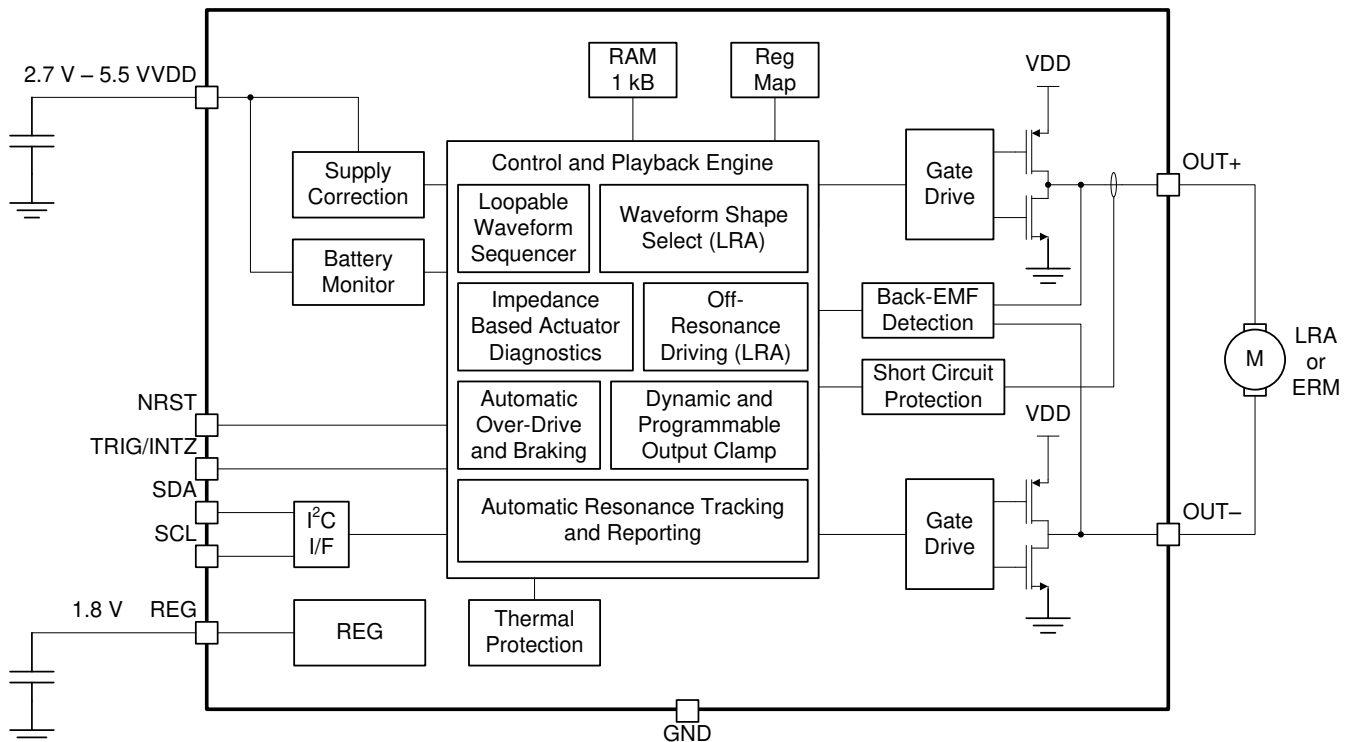 2.7 V – 5.5 VVDD
RAM
1 kB
Reg
Map
VDD
Supply
Correction
Battery
Monitor
Control and Playback Engine
Loopable
Waveform
Sequencer
Waveform Shape
Select (LRA)
Impedance
Based Actuator
Diagnostics
Off-
Resonance
Driving (LRA)
Automatic
Over-Drive
and Braking
Dynamic and
Programmable
Output Clamp
Automatic Resonance Tracking
and Reporting
Gate
Drive
OUT+
Back-EMF
Detection
Short Circuit
Protection
M
LRA
or
ERM
VDD
Gate
Drive
OUT–
NRST
TRIG/INTZ
SDA
SCL
I²C
I/F
1.8 V
REG
REG
Thermal
Protection
GND